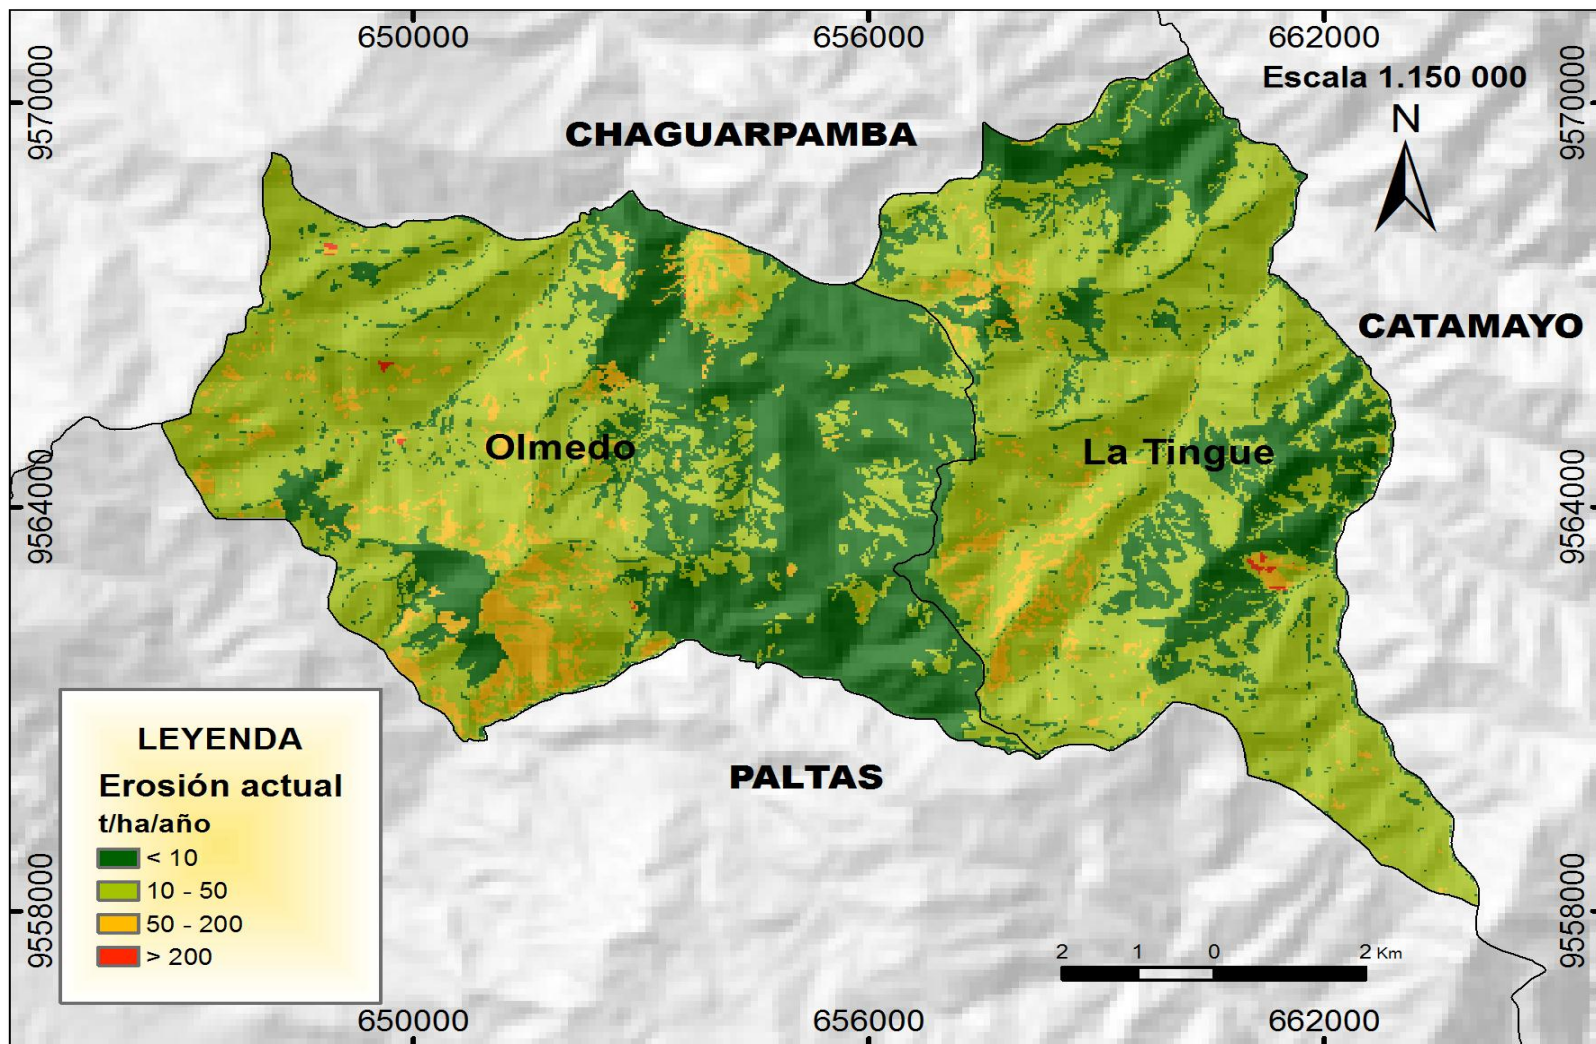 650000
656000
662000
Escala 1.150 000
N
9570000
9570000
CHAGUARPAMBA
CATAMAYO
Olmedo
La Tingue
9564000
9564000
PALTAS
LEYENDA
Erosión actual
t/ha/año
< 10
10 - 50
50 - 200
> 200
9558000
9558000
2 1 0 2 Km
650000
656000
662000